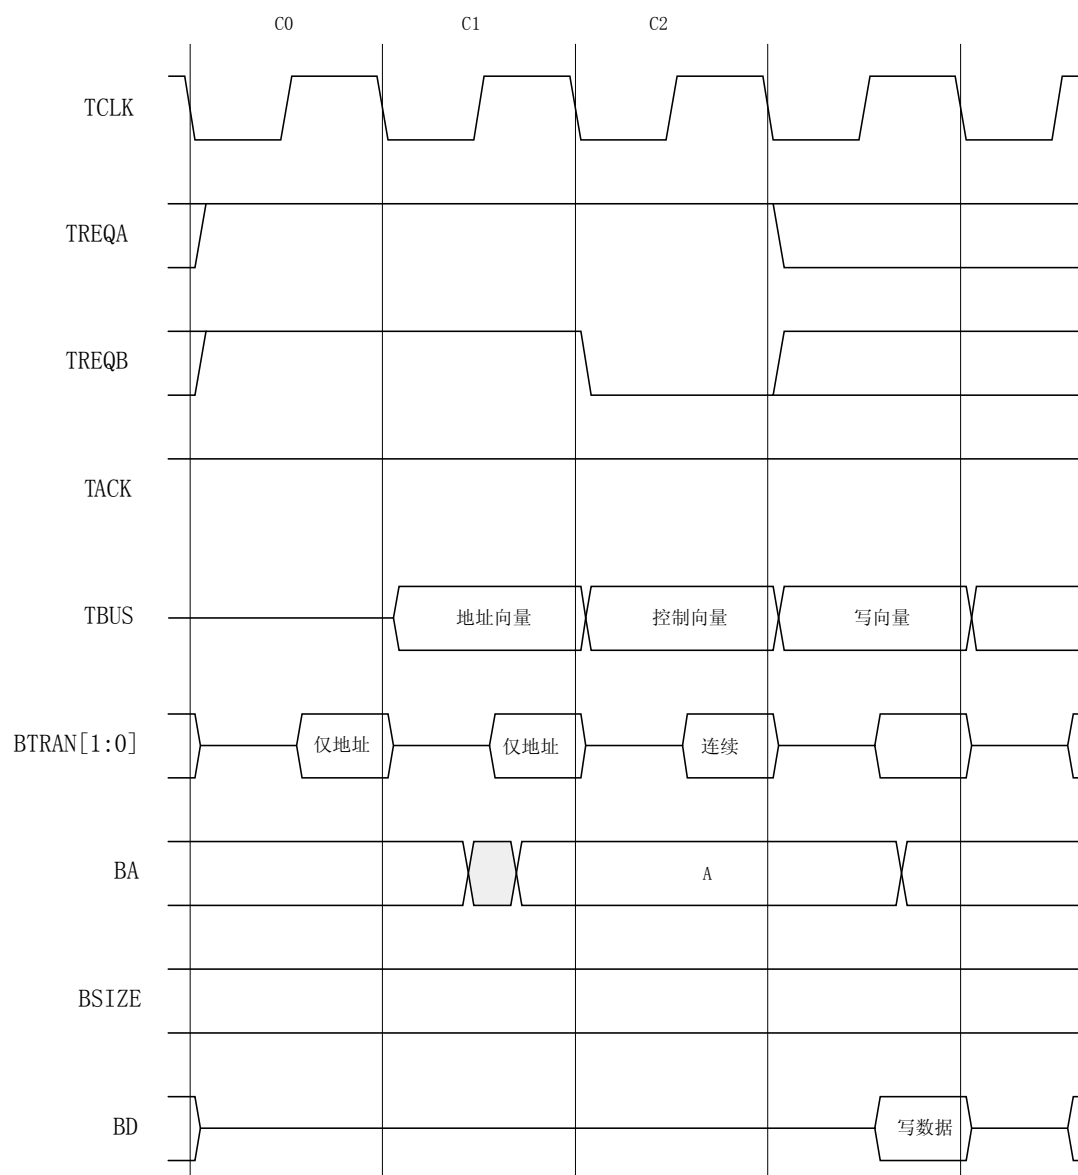 C0 C1 C2
TCLK
TREQA
TREQB
TACK
TBUS 地址向量 控制向量 写向量
BTRAN[1:0] 仅地址 仅地址 连续
BA A
BSIZE
BD 写数据